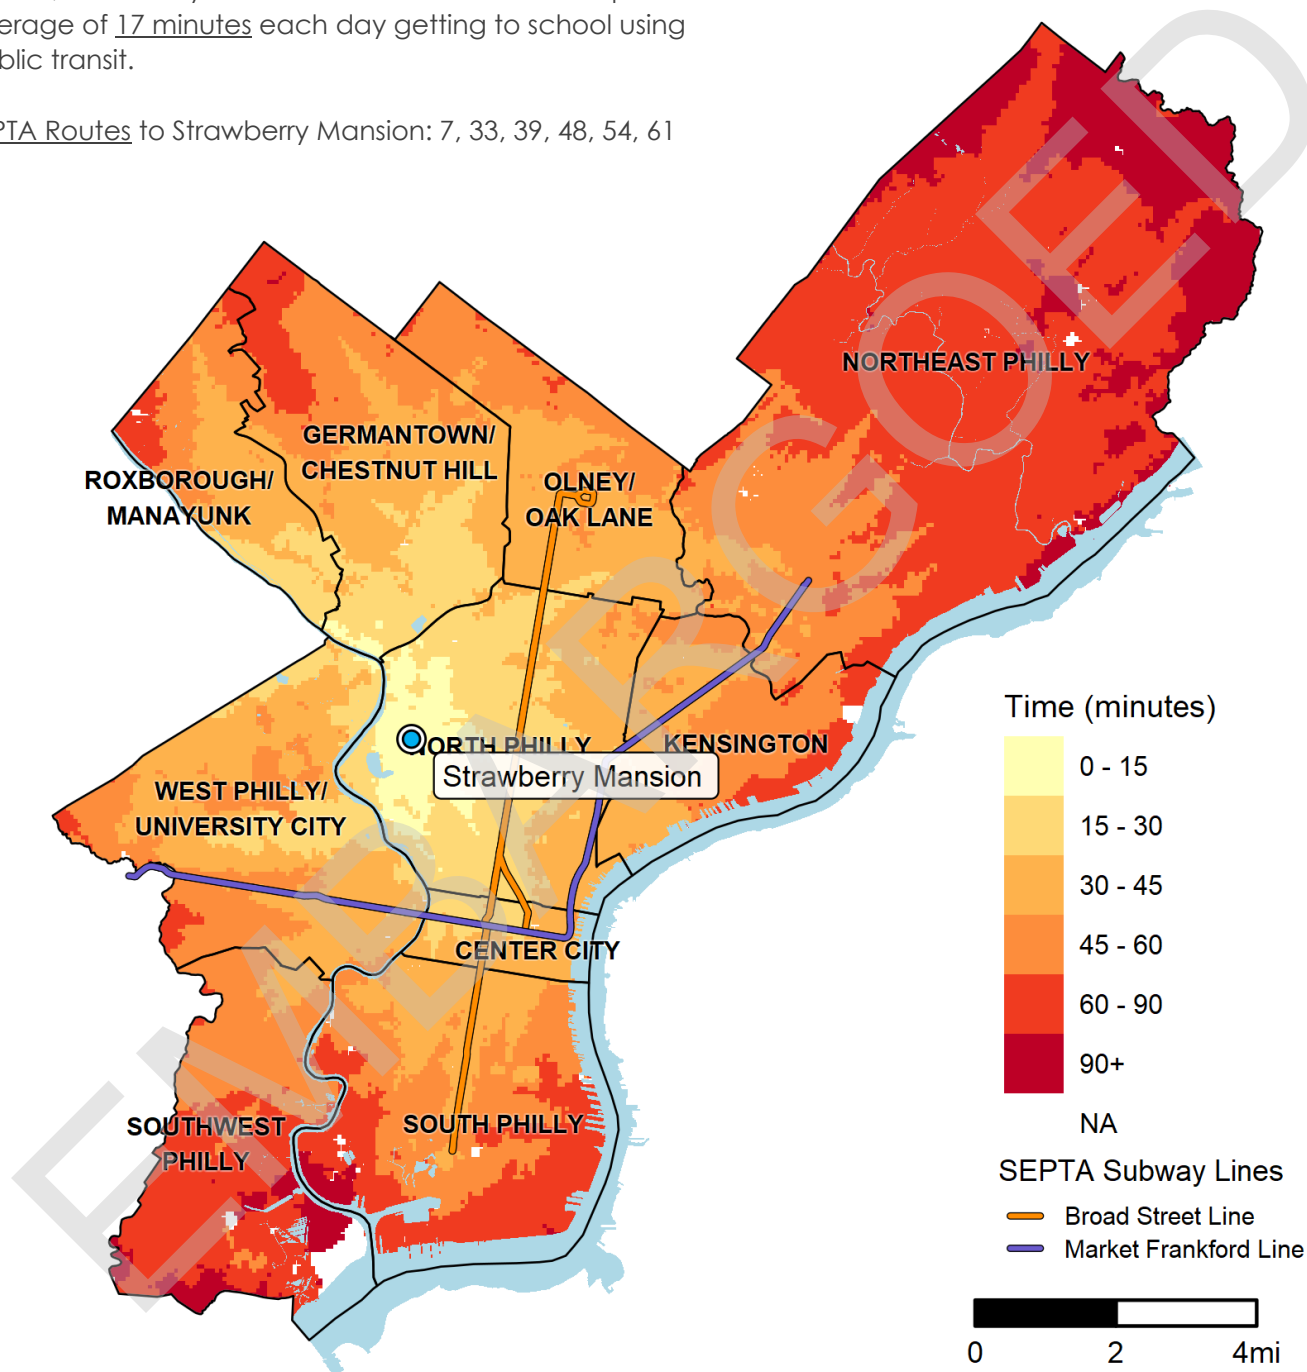 erage of 17 minutes each day getting to school using
blic transit.
PTA Routes to Strawberry Mansion: 7, 33, 39, 48, 54, 61
NORTHEAST PHILLY
GERMANTOWN/
CHESTNUT HILL
ROXBOROUGH/
MANAYUNK
OLNEY/
OAK LANE
NORTH PHILLY
KENSINGTON
Strawberry Mansion
WEST PHILLY/
UNIVERSITY CITY
CENTER CITY
SOUTHWEST
PHILLY
SOUTH PHILLY
Time (minutes)
0 - 15
15 - 30
30 - 45
45 - 60
60 - 90
90+
NA
SEPTA Subway Lines
Broad Street Line
Market Frankford Line
0 2 4mi
EMBARGOED